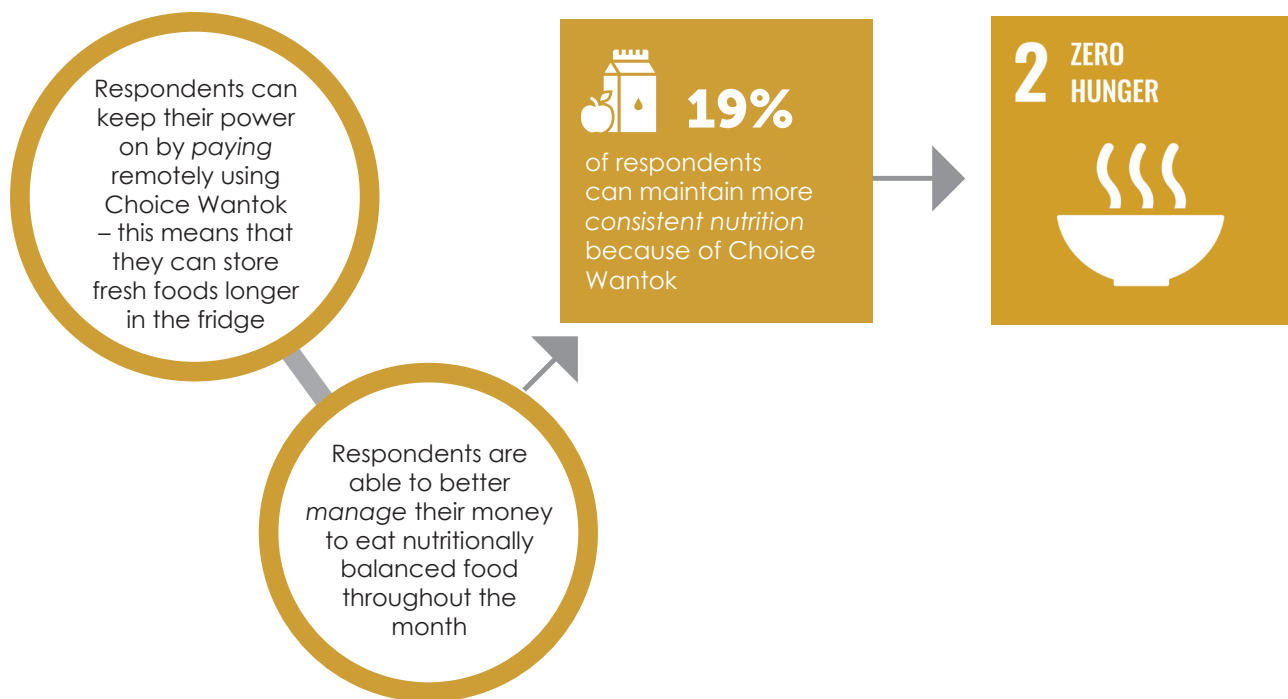 Respondents can
keep their power
on by paying
remotely using
Choice Wantok
– this means that
they can store
fresh foods longer
in the fridge
Respondents are
able to better
manage their money
to eat nutritionally
balanced food
throughout the
month
19%
of respondents
can maintain more
consistent nutrition
because of Choice
Wantok
2 ZERO
HUNGER